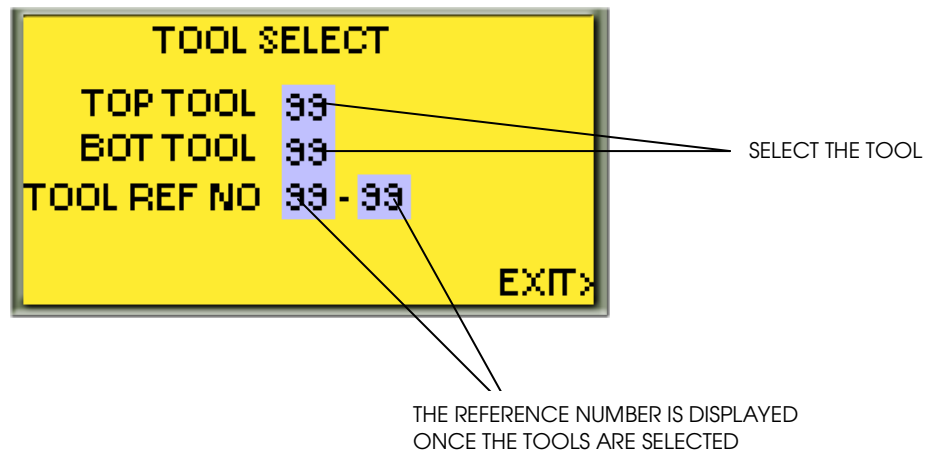 TOOL SELECT
TOP TOOL 99
BOT TOOL 99
TOOL REF NO 99 - 99
EXIT>
SELECT THE TOOL
THE REFERENCE NUMBER IS DISPLAYED
ONCE THE TOOLS ARE SELECTED